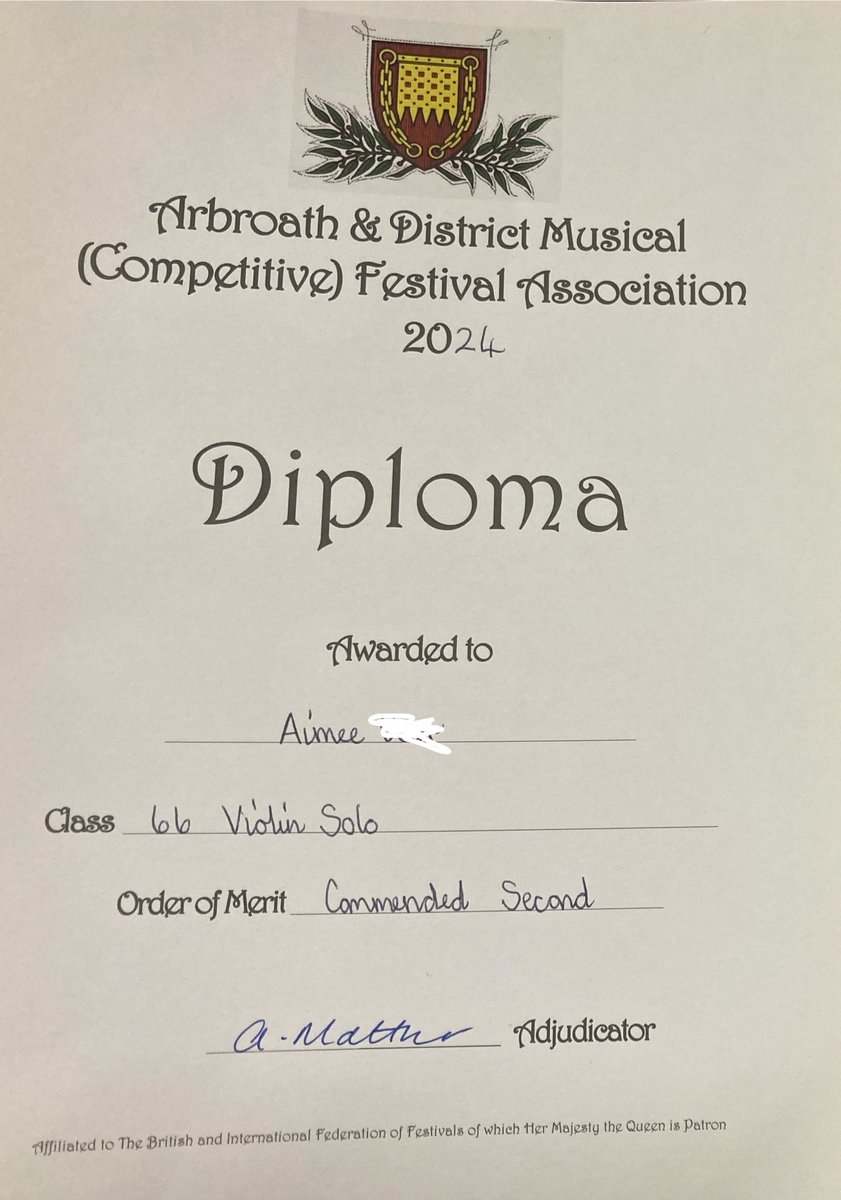 Arbroath & District Musical
(Competitive) Festival Association
2024
Diploma
Awarded to
Aimee
Class 66 Violin Solo
Order of Merit Commended Second
A. Adjudicator
Affiliated to The British and International Federation of Festivals of which Her Majesty the Queen is Patron